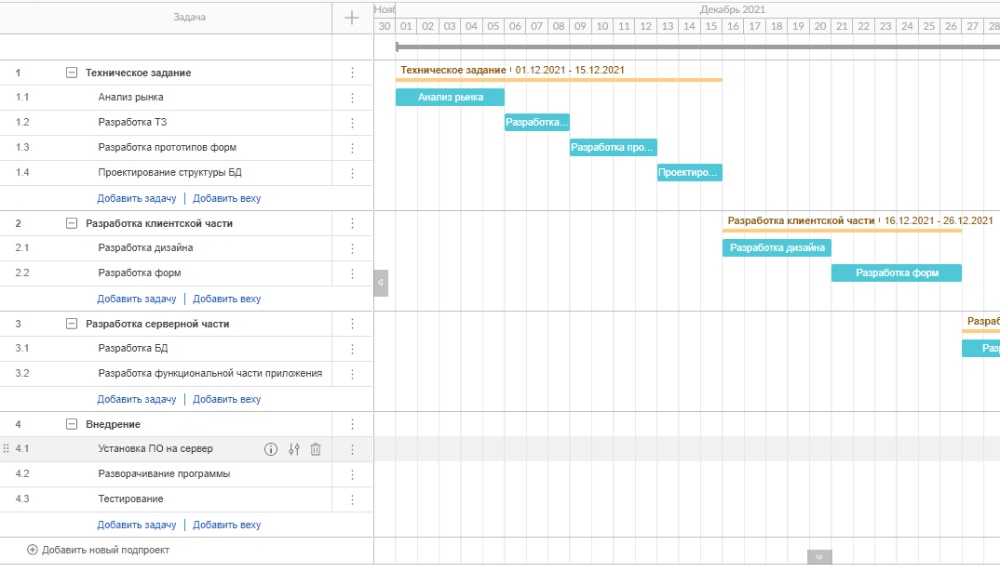 Задача
Нояб
Декабрь 2021
30 01 02 03 04 05 06 07 08 09 10 11 12 13 14 15 16 17 18 19 20 21 22 23 24 25 26 27 28
1 Техническое задание Техническое задание 01.12.2021 - 15.12.2021
1.1 Анализ рынка Анализ рынка
1.2 Разработка ТЗ Разработка...
1.3 Разработка прототипов форм Разработка про...
1.4 Проектирование структуры БД Проектиро...
Добавить задачу | Добавить веху
2 Разработка клиентской части Разработка клиентской части 16.12.2021 - 26.12.2021
2.1 Разработка дизайна Разработка дизайна
2.2 Разработка форм Разработка форм
Добавить задачу | Добавить веху
3 Разработка серверной части Разраб
3.1 Разработка БД Раз
3.2 Разработка функциональной части приложения
Добавить задачу | Добавить веху
4 Внедрение
4.1 Установка ПО на сервер
4.2 Разворачивание программы
4.3 Тестирование
Добавить задачу | Добавить веху
Добавить новый подпроект